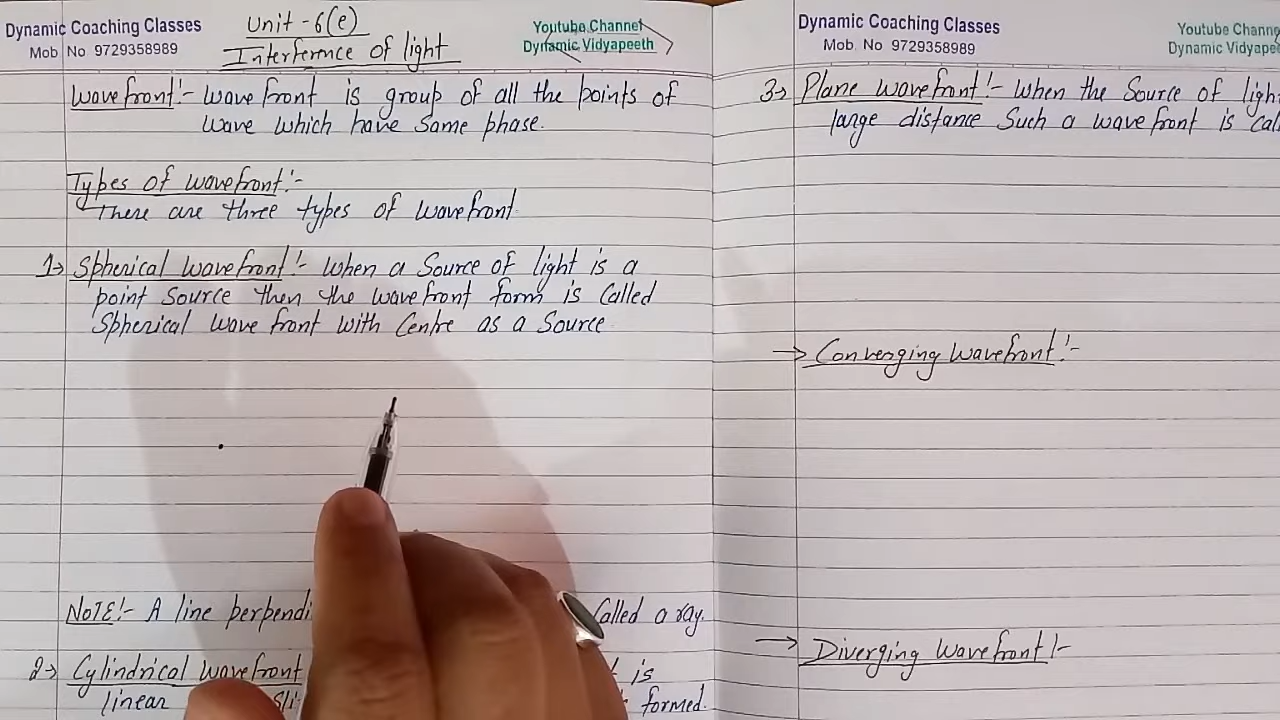 Dynamic Coaching Classes
Mob No 9729358989
Unit-6(e)
Interference of light
Youtube Channel
Dynamic Vidyapeeth
Wavefront:- Wave front is group of all the points of
wave which have same phase.
Types of wavefront:-
There are three types of wavefront
1→ Spherical wavefront:- When a Source of light is a
point source then the wavefront form is Called
Spherical wave front with Centre as a Source
NOTE:- A line perpendi
Called a ray.
2→ Cylindrical Wavefront
is
linear
formed.
Dynamic Coaching Classes
Mob. No 9729358989
Youtube
Dynamic
3→ Plane wavefront:- When the Source of
large distance Such a wavefront is
→ Converging Wavefront:-
→ Diverging Wavefront:-